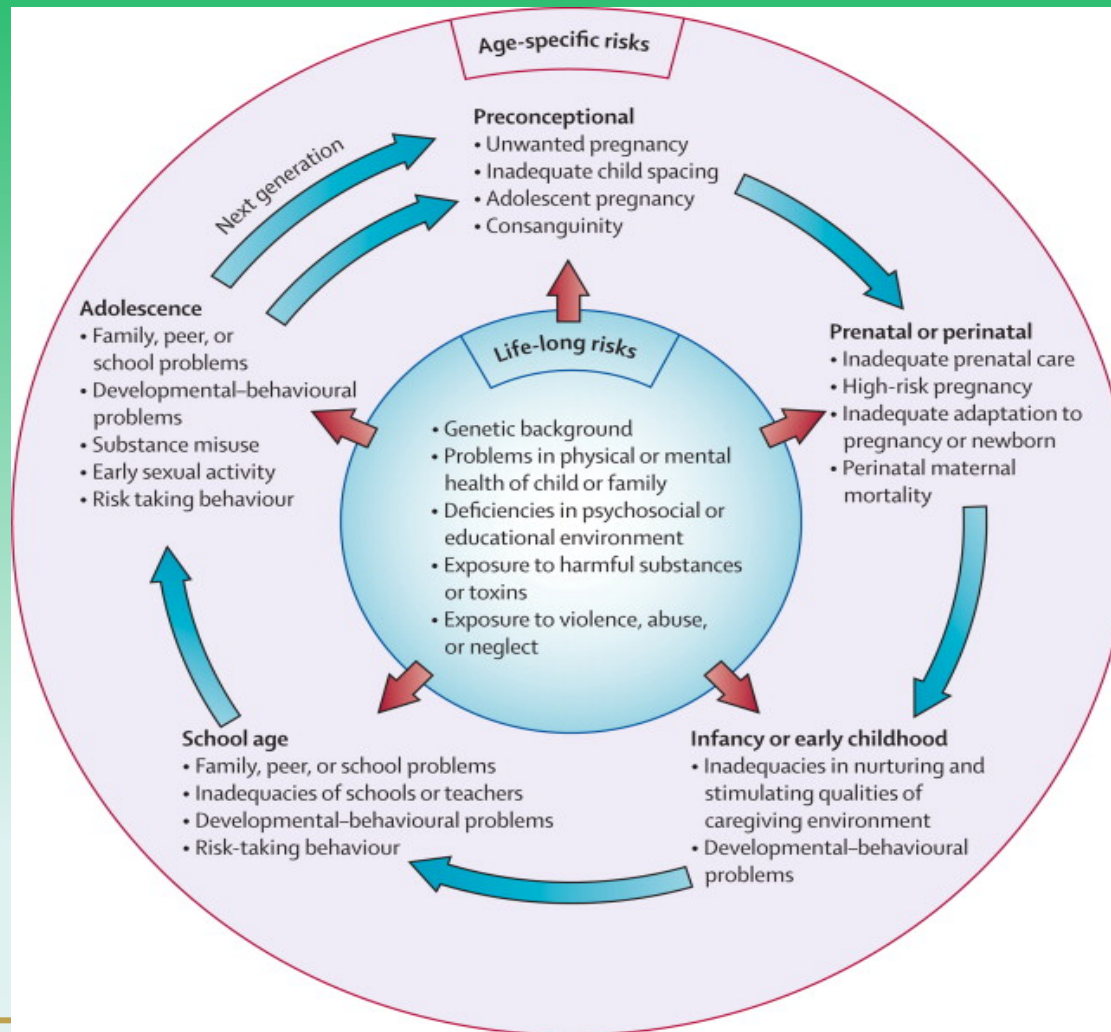 Age-specific risks
Preconceptional
• Unwanted pregnancy
• Inadequate child spacing
• Adolescent pregnancy
• Consanguinity
Next generation
Prenatal or perinatal
• Inadequate prenatal care
• High-risk pregnancy
• Inadequate adaptation to
pregnancy or newborn
• Perinatal maternal
mortality
Infancy or early childhood
• Inadequacies in nurturing and
stimulating qualities of
caregiving environment
• Developmental–behavioural
problems
School age
• Family, peer, or school problems
• Inadequacies of schools or teachers
• Developmental–behavioural problems
• Risk-taking behaviour
Adolescence
• Family, peer, or
school problems
• Developmental–behavioural
problems
• Substance misuse
• Early sexual activity
• Risk taking behaviour
Life-long risks
• Genetic background
• Problems in physical or mental
health of child or family
• Deficiencies in psychosocial or
educational environment
• Exposure to harmful substances
or toxins
• Exposure to violence, abuse,
or neglect